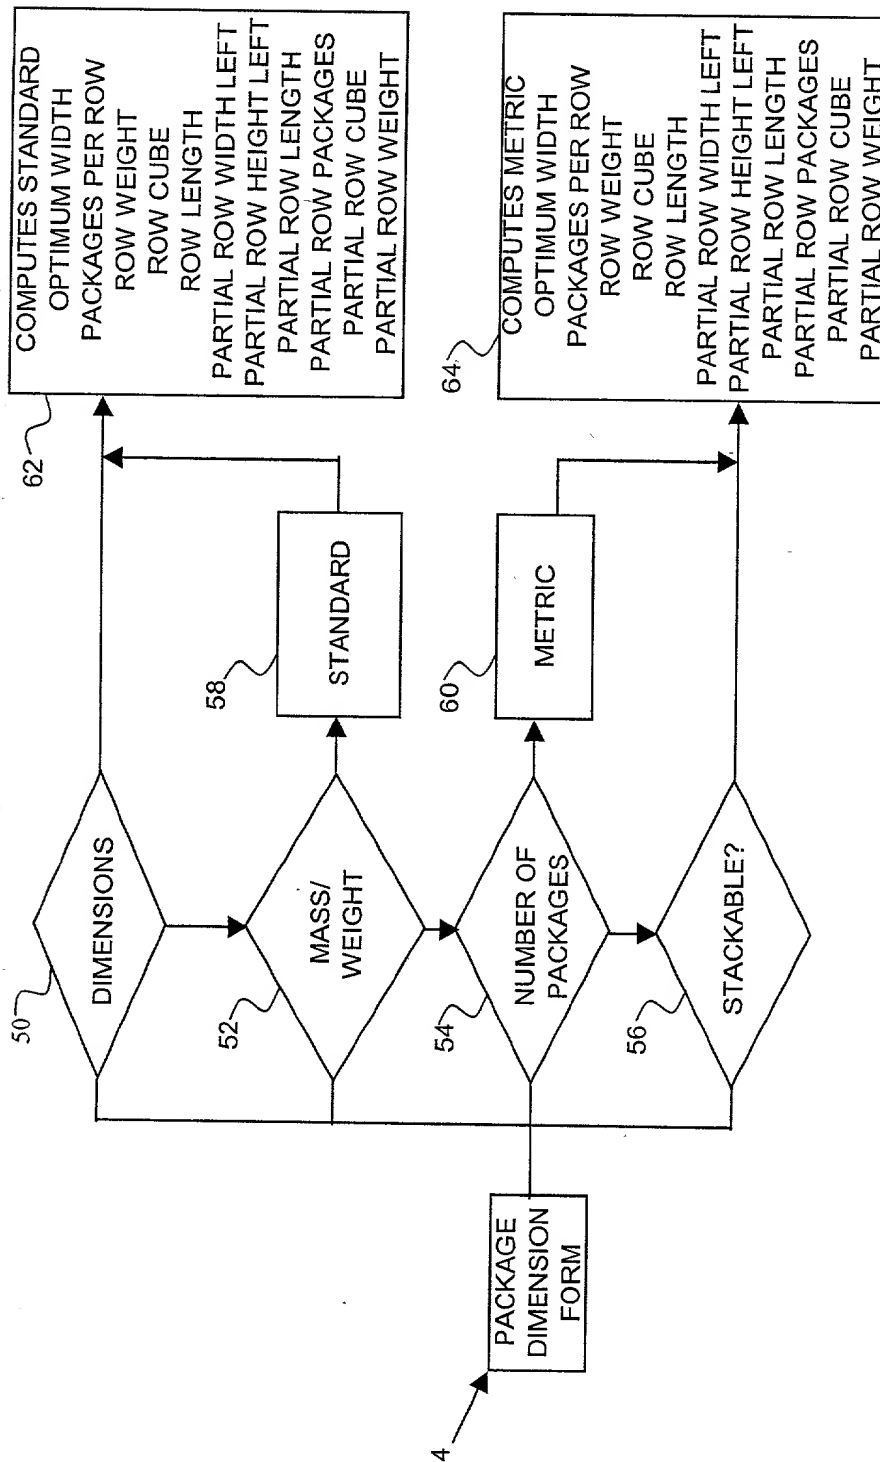 4
PACKAGE
DIMENSION
FORM
50
DIMENSIONS
52
MASS/
WEIGHT
54
NUMBER OF
PACKAGES
56
STACKABLE?
58
STANDARD
60
METRIC
62
COMPUTES STANDARD
OPTIMUM WIDTH
PACKAGES PER ROW
ROW WEIGHT
ROW CUBE
ROW LENGTH
PARTIAL ROW WIDTH LEFT
PARTIAL ROW HEIGHT LEFT
PARTIAL ROW LENGTH
PARTIAL ROW PACKAGES
PARTIAL ROW CUBE
PARTIAL ROW WEIGHT
64
COMPUTES METRIC
OPTIMUM WIDTH
PACKAGES PER ROW
ROW WEIGHT
ROW CUBE
ROW LENGTH
PARTIAL ROW WIDTH LEFT
PARTIAL ROW HEIGHT LEFT
PARTIAL ROW LENGTH
PARTIAL ROW PACKAGES
PARTIAL ROW CUBE
PARTIAL ROW WEIGHT